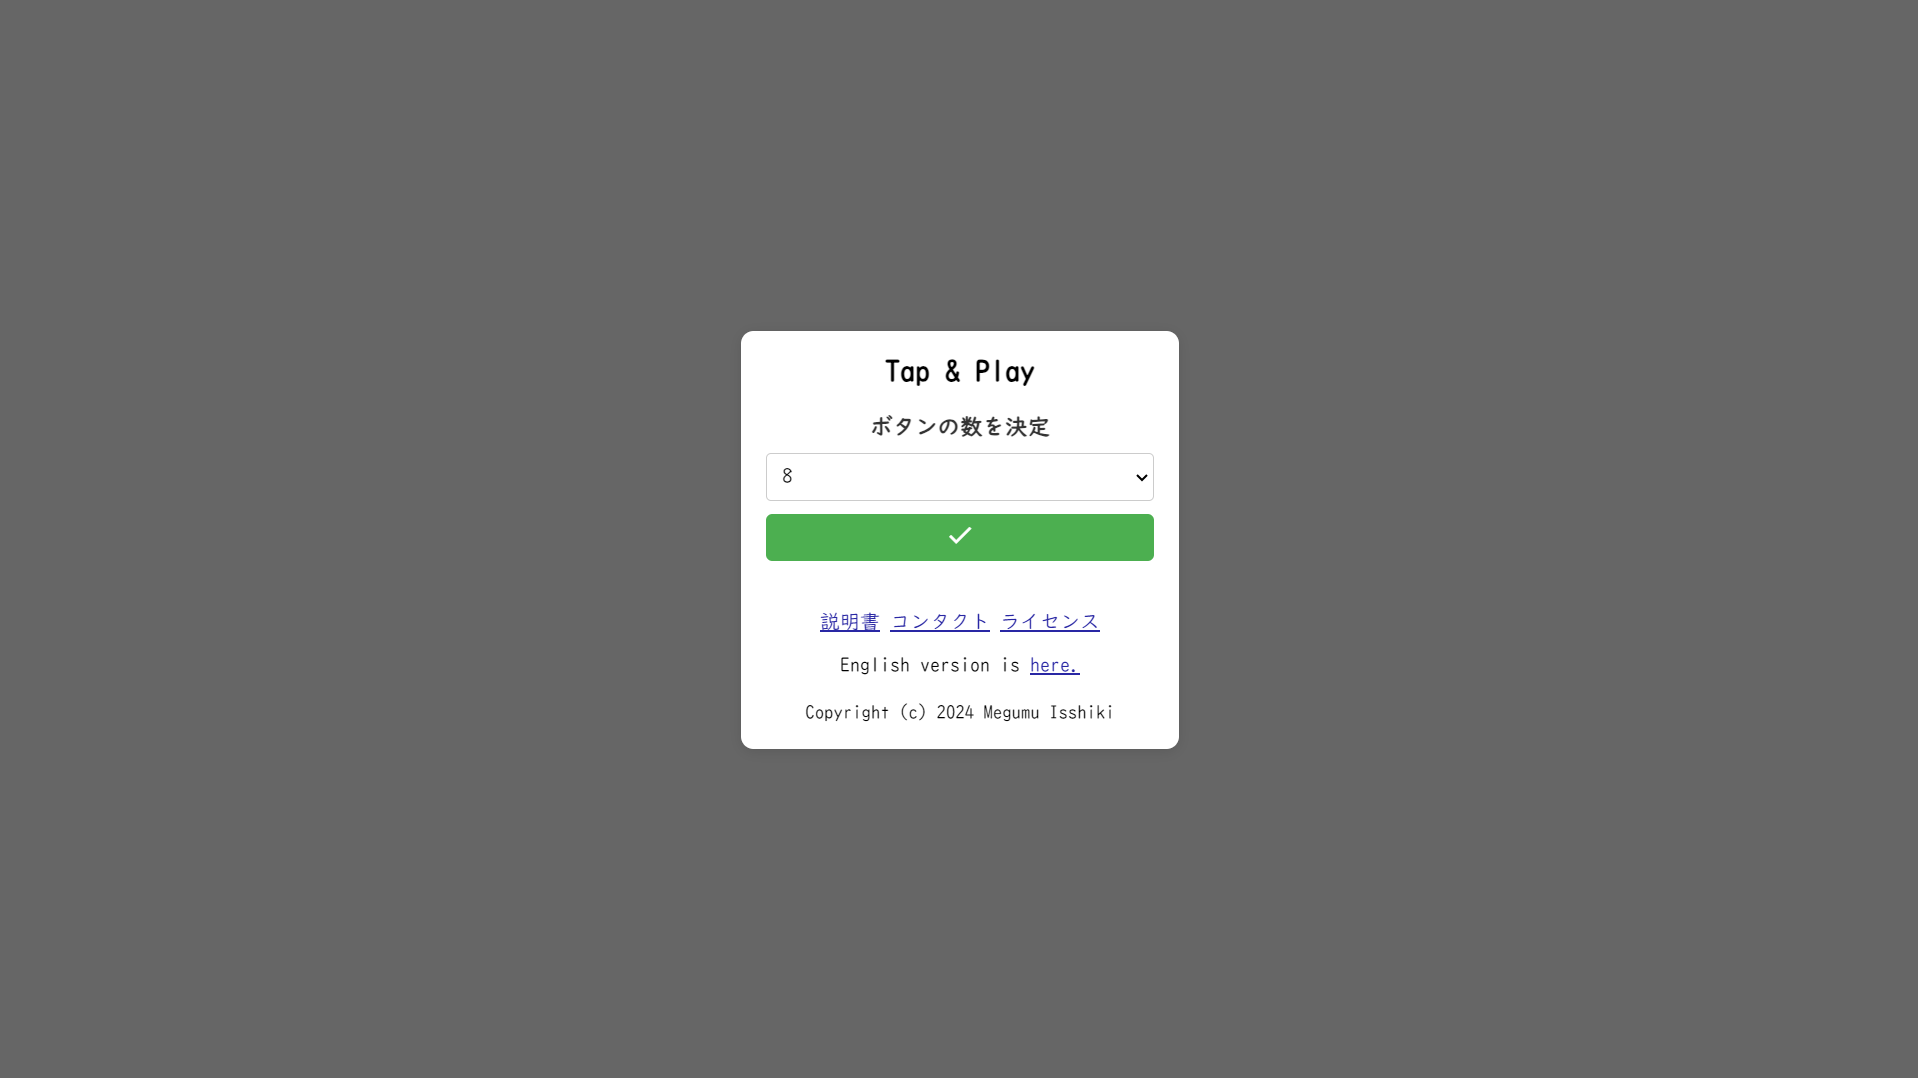 Tap & Play
ボタンの数を決定
8
説明書 コンタクト ライセンス
English version is here.
Copyright (c) 2024 Megumu Isshiki